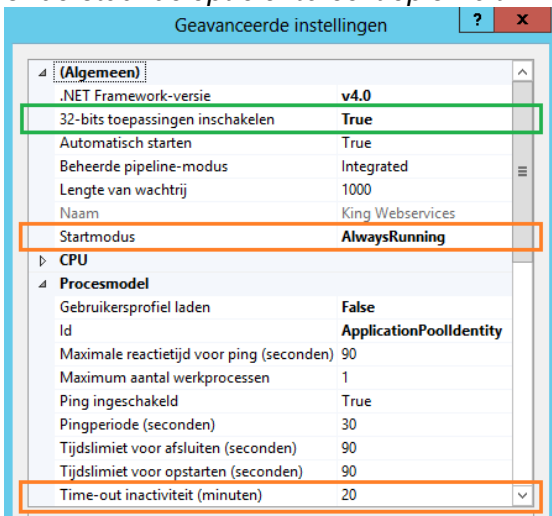 Geavanceerde instellingen ? x
(Algemeen)
.NET Framework-versie v4.0
32-bits toepassingen inschakelen True
Automatisch starten True
Beheerde pipeline-modus Integrated
Lengte van wachtrij 1000
Naam King Webservices
Startmodus AlwaysRunning
CPU
Procesmodel
Gebruikersprofiel laden False
Id ApplicationPoolIdentity
Maximale reactietijd voor ping (seconden) 90
Maximum aantal werkprocessen 1
Ping ingeschakeld True
Pingperiode (seconden) 30
Tijdslimiet voor afsluiten (seconden) 90
Tijdslimiet voor opstarten (seconden) 90
Time-out inactiviteit (minuten) 20